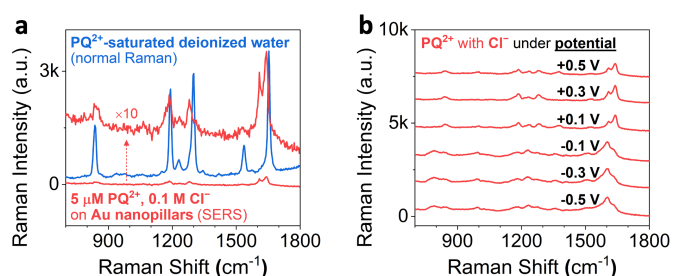 a
PQ²⁺-saturated deionized water
(normal Raman)
3k
×10
0
5 μM PQ²⁺, 0.1 M Cl⁻
on Au nanopillars (SERS)
900 1200 1500 1800
Raman Shift (cm⁻¹)
Raman Intensity (a.u.)
b
10k
PQ²⁺ with Cl⁻ under potential
+0.5 V
+0.3 V
5k
+0.1 V
-0.1 V
-0.3 V
-0.5 V
0
900 1200 1500 1800
Raman Shift (cm⁻¹)
Raman Intensity (a.u.)